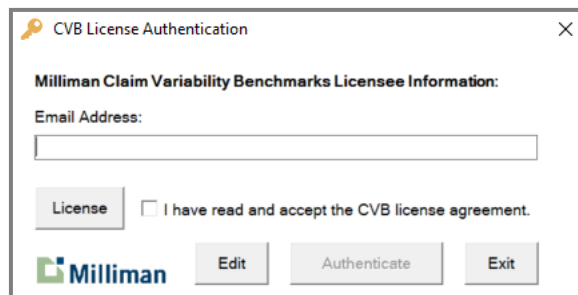 CVB License Authentication
Milliman Claim Variability Benchmarks Licensee Information:
Email Address:
License
I have read and accept the CVB license agreement.
Milliman
Edit
Authenticate
Exit